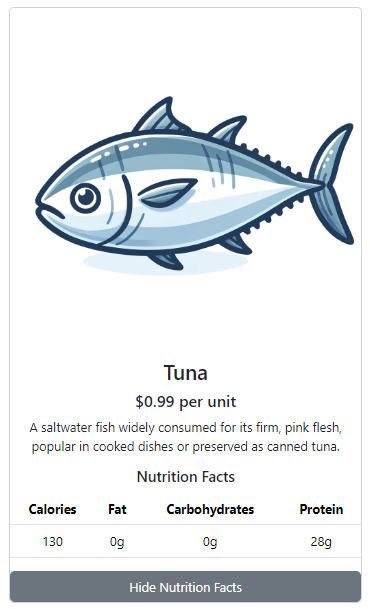 Tuna
$0.99 per unit
A saltwater fish widely consumed for its firm, pink flesh,
popular in cooked dishes or preserved as canned tuna.
Nutrition Facts
Calories Fat Carbohydrates Protein
130 0g 0g 28g
Hide Nutrition Facts